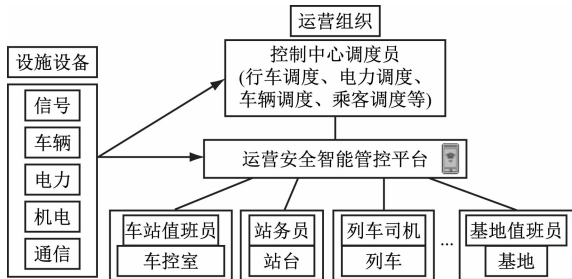 运营组织
控制中心调度员
(行车调度、电力调度、
车辆调度、乘客调度等)
设施设备
信号
车辆
电力
机电
通信
运营安全智能管控平台
车站值班员
车控室
站务员
站台
列车司机
列车
...
基地值班员
基地